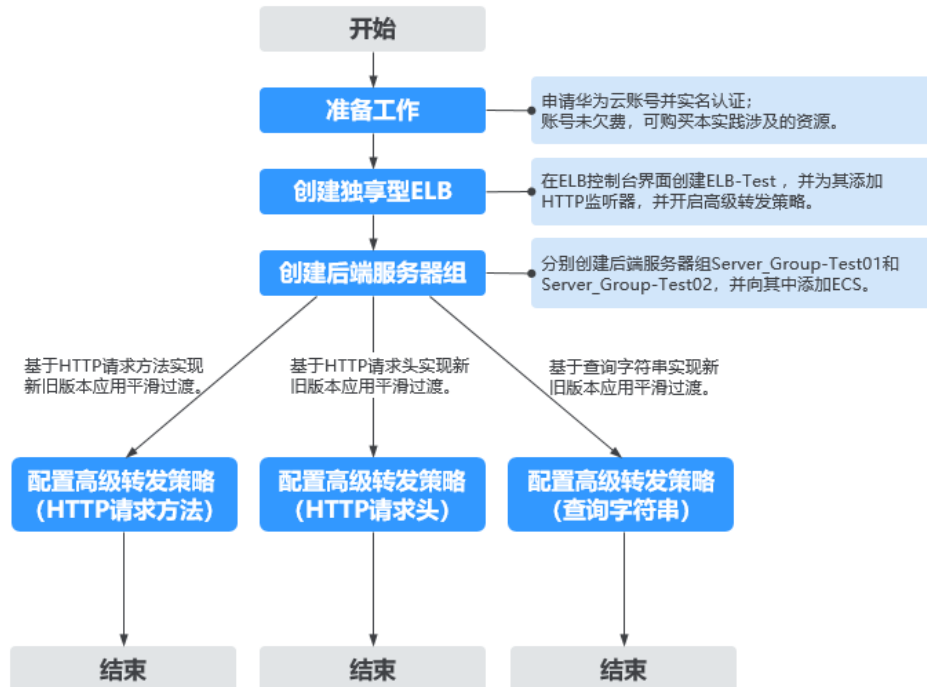 开始
准备工作
申请华为云账号并实名认证；
账号未欠费，可购买本实践涉及的资源。
创建独享型ELB
在ELB控制台界面创建ELB-Test ，并为其添加
HTTP监听器，并开启高级转发策略。
创建后端服务器组
分别创建后端服务器组Server_Group-Test01和
Server_Group-Test02，并向其中添加ECS。
基于HTTP请求方法实现
新旧版本应用平滑过渡。
基于HTTP请求头实现新
旧版本应用平滑过渡。
基于查询字符串实现新
旧版本应用平滑过渡。
配置高级转发策略
（HTTP请求方法）
配置高级转发策略
（HTTP请求头）
配置高级转发策略
（查询字符串）
结束
结束
结束